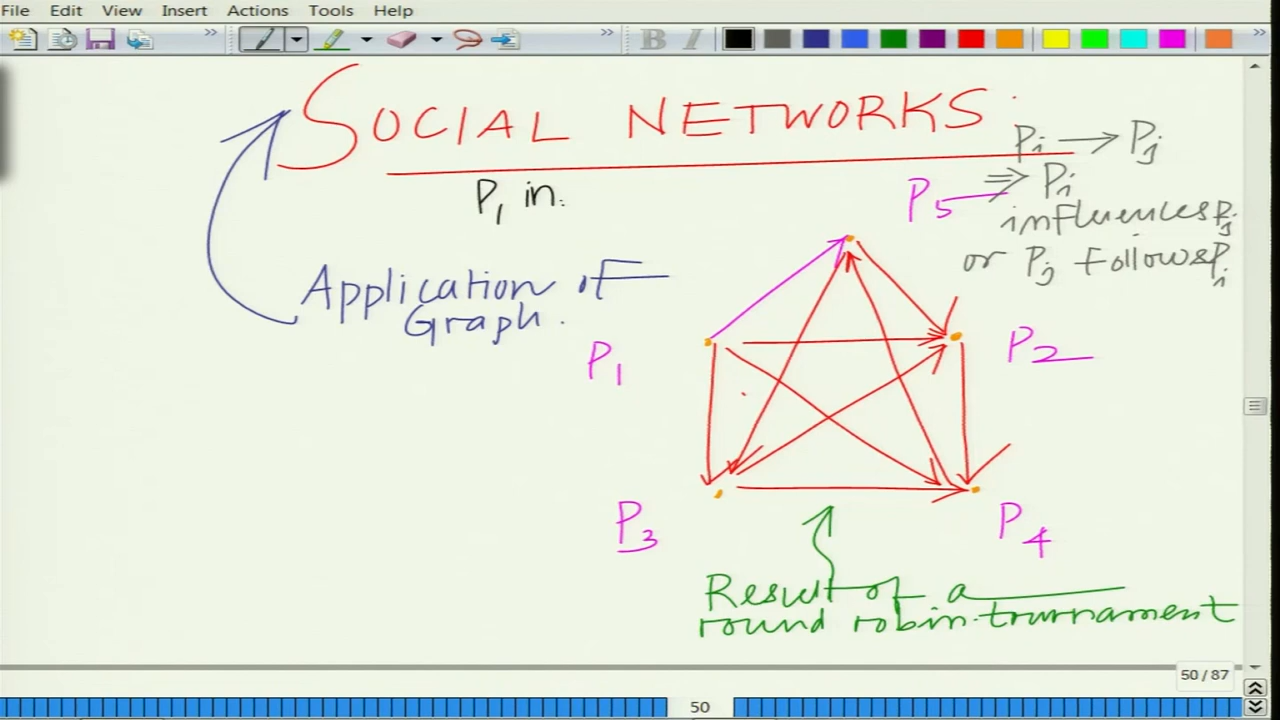 File Edit View Insert Actions Tools Help
B I
SOCIAL NETWORKS
Pi → Pj
⇒ Pi
influences Pj
or Pj follows Pi
P1 in.
P5
Application of
Graph.
P1
P2
P3
P4
Result of a
round robin turnament
50 / 87
50